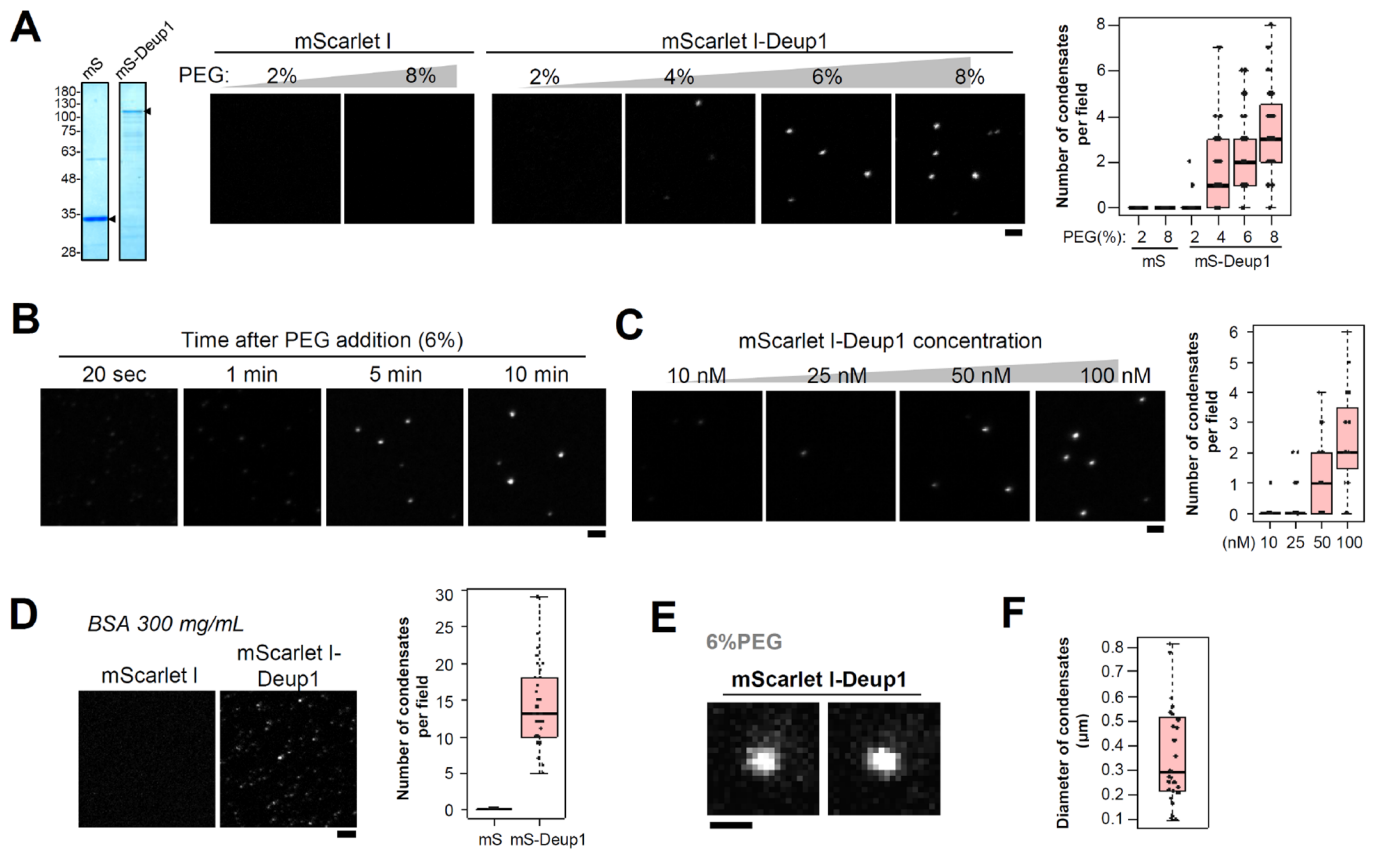 A
mS
mS-Deup1
180-
130-
100-
75-
63-
48-
35-
28-
mScarlet I
mScarlet I-Deup1
PEG:
2%
8%
2%
4%
6%
8%
Number of condensates
per field
8
6
4
2
0
2
8
2
4
6
8
PEG(%):
mS
mS-Deup1
B
Time after PEG addition (6%)
20 sec
1 min
5 min
10 min
C
mScarlet I-Deup1 concentration
10 nM
25 nM
50 nM
100 nM
Number of condensates
per field
6
5
4
3
2
1
0
(nM)
10
25
50
100
D
BSA 300 mg/mL
mScarlet I
mScarlet I-
Deup1
Number of condensates
per field
30
25
20
15
10
5
0
mS
mS-Deup1
E
6%PEG
mScarlet I-Deup1
F
Diameter of condensates
(μm)
0.8
0.7
0.6
0.5
0.4
0.3
0.2
0.1